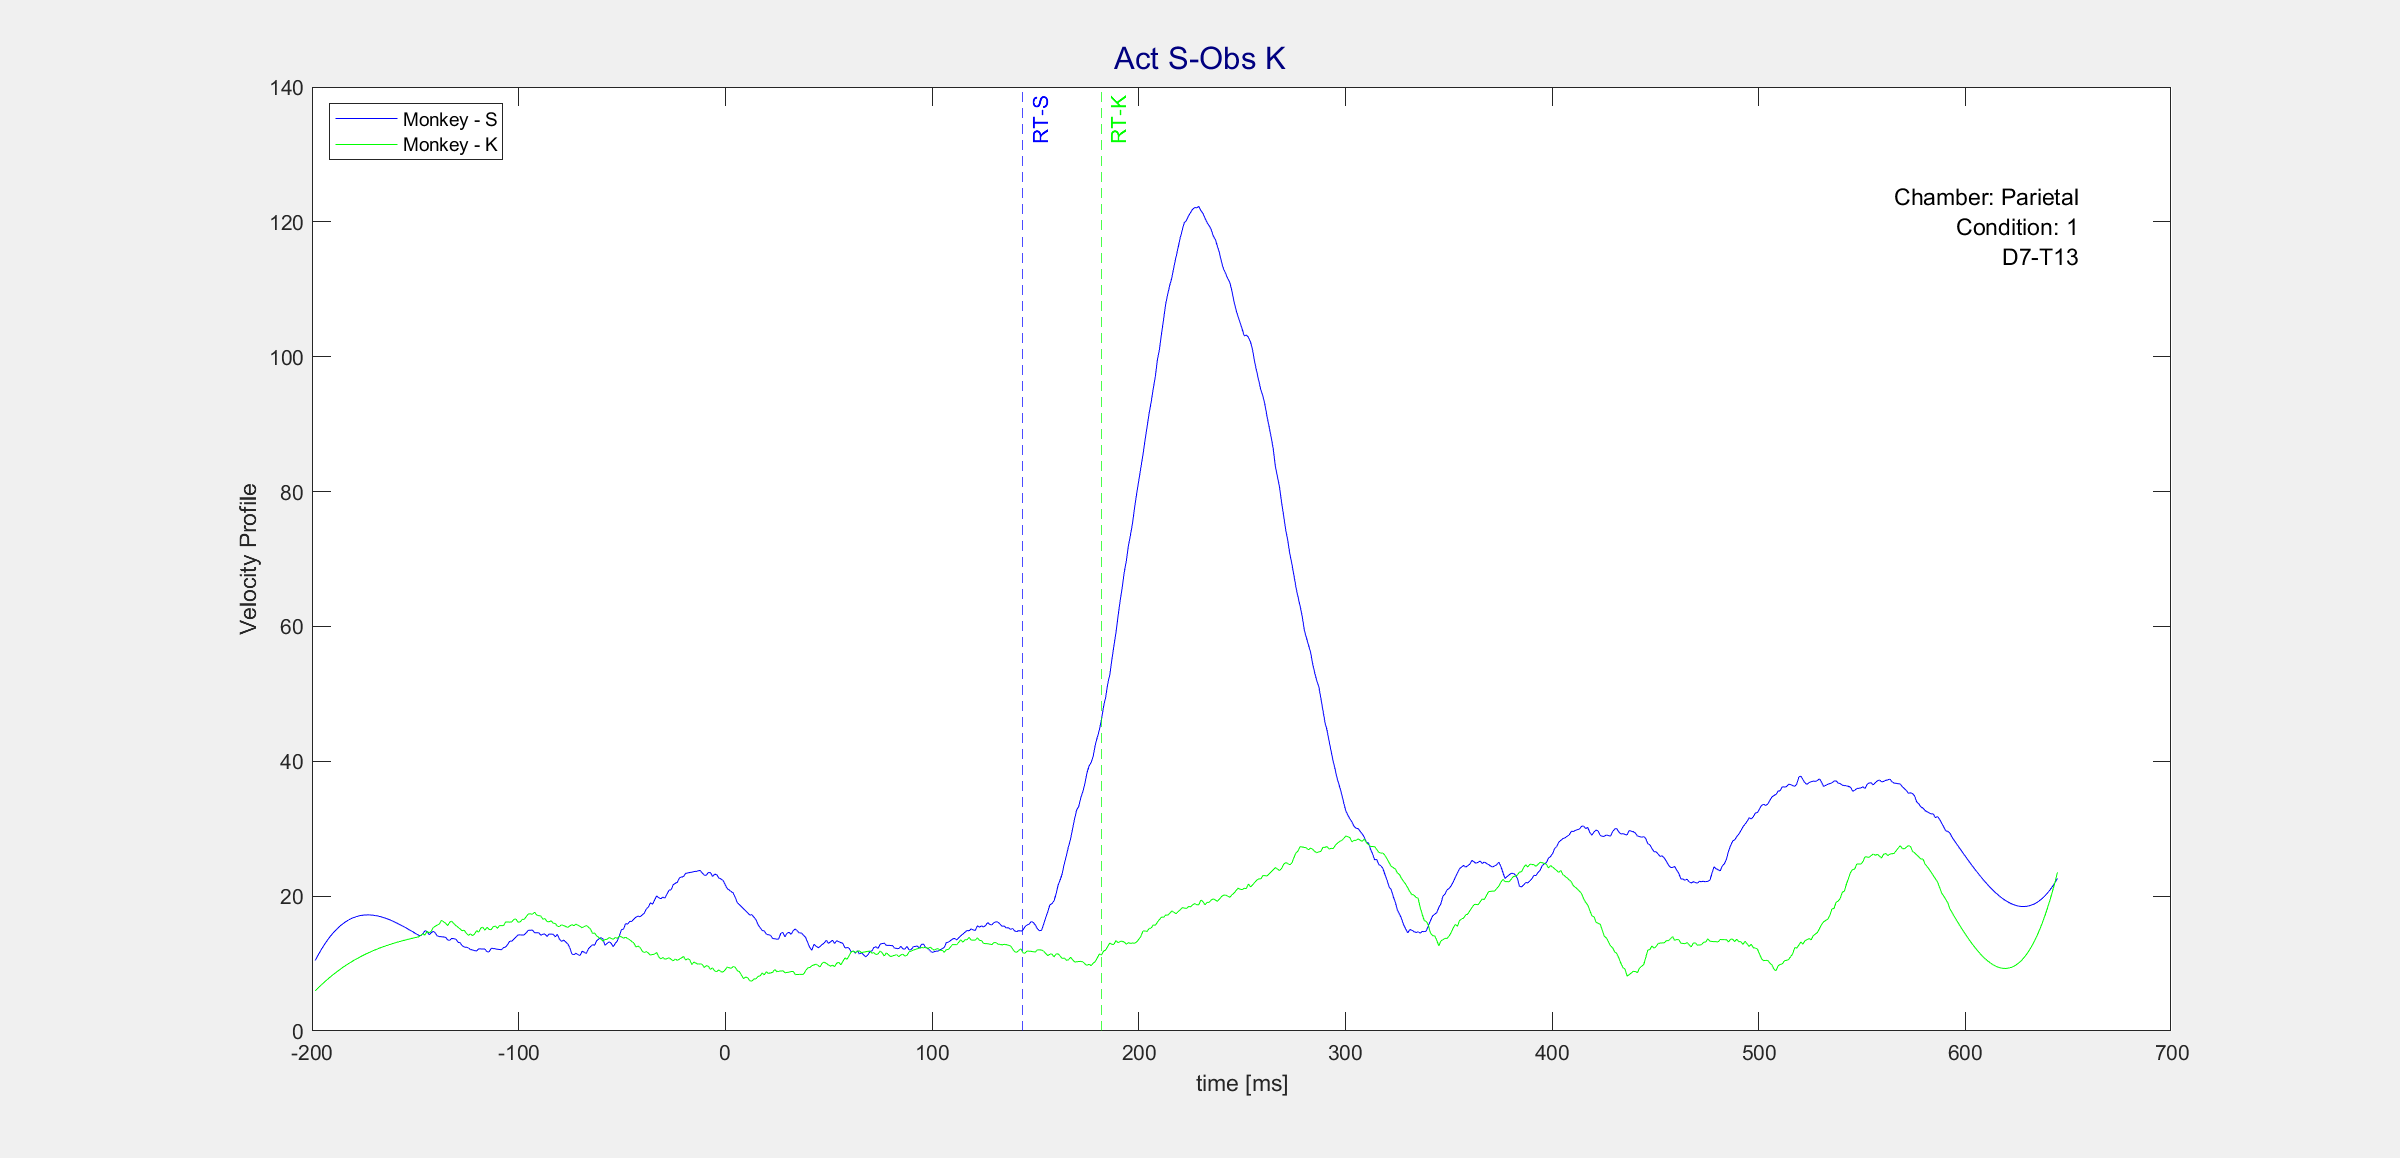 Act S-Obs K
140
120
100
80
60
40
20
0
Velocity Profile
Monkey - S
Monkey - K
RT-S
RT-K
Chamber: Parietal
Condition: 1
D7-T13
-200 -100 0 100 200 300 400 500 600 700
time [ms]